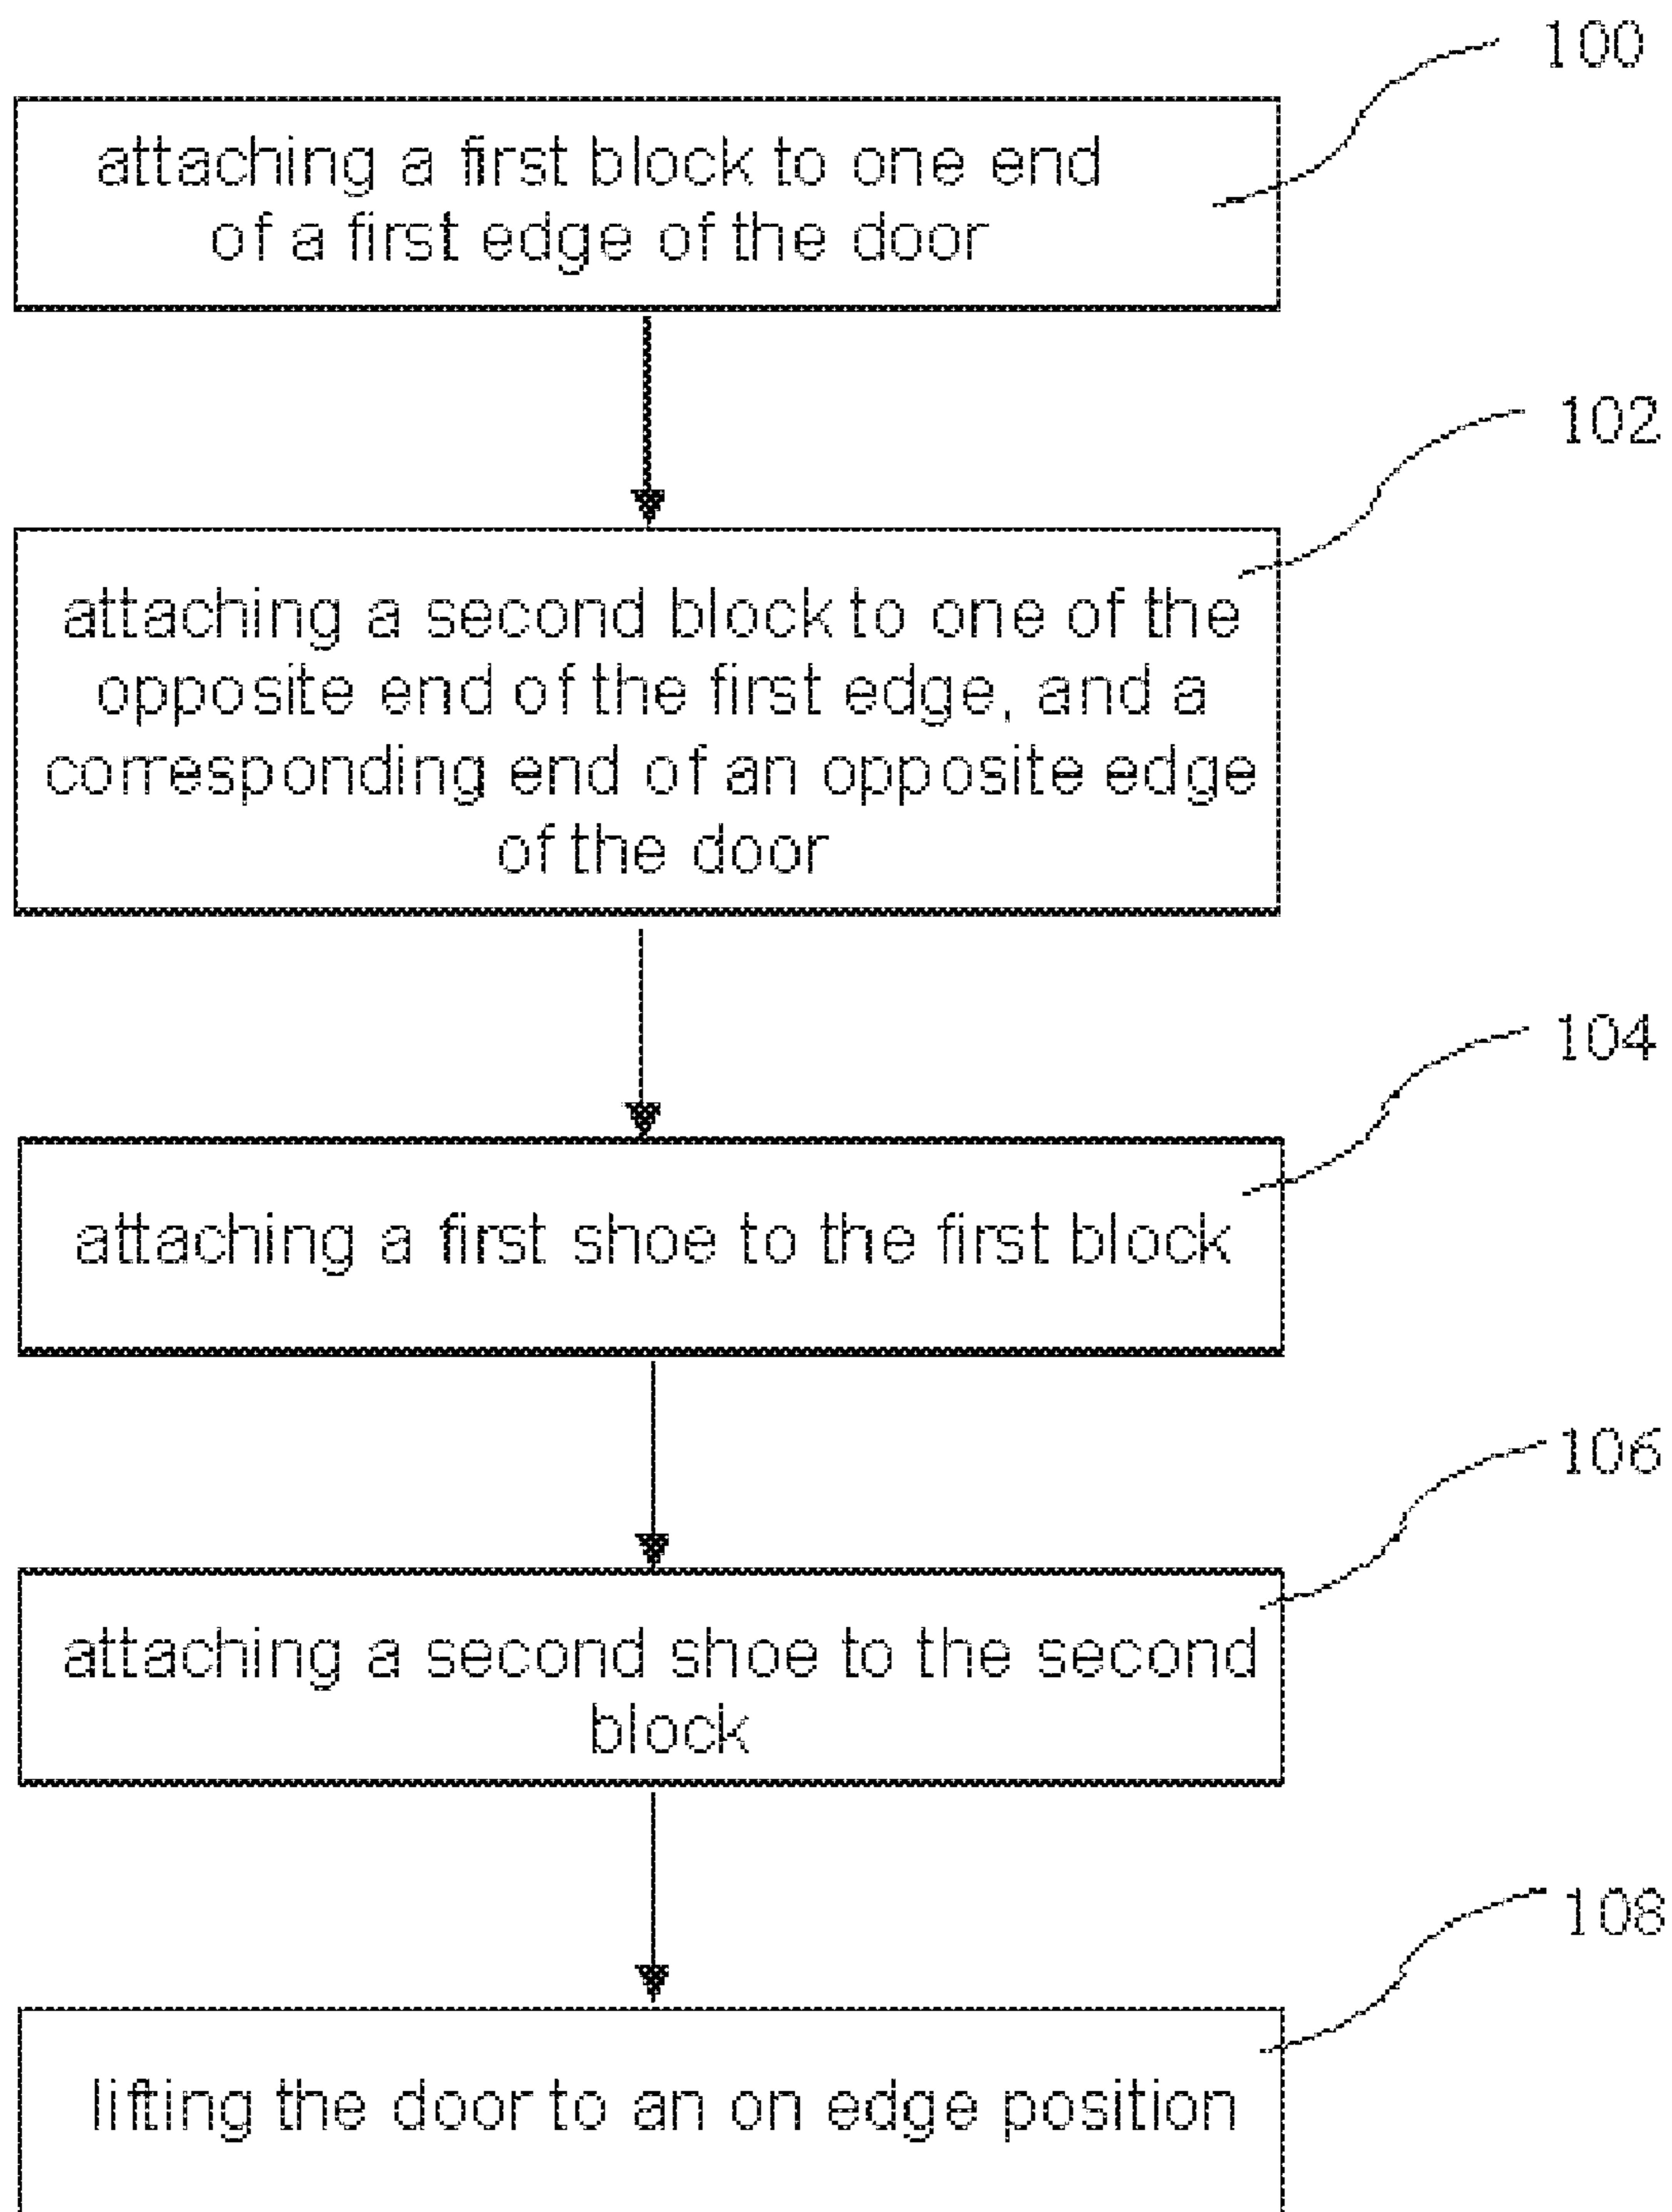 100
attaching a first block to one end
of a first edge of the door
102
attaching a second block to one of the
opposite end of the first edge, and a
corresponding end of an opposite edge
of the door
104
attaching a first shoe to the first block
106
attaching a second shoe to the second
block
108
lifting the door to an on edge position